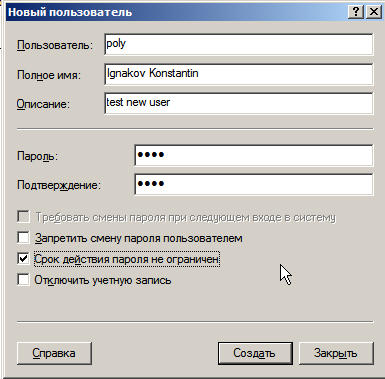 Новый пользователь
Пользователь: poly
Полное имя: Ignakov Konstantin
Описание: test new user
Пароль: ●●●●
Подтверждение: ●●●●
Требовать смены пароля при следующем входе в систему
Запретить смену пароля пользователем
Срок действия пароля не ограничен
Отключить учетную запись
Справка Создать Закрыть